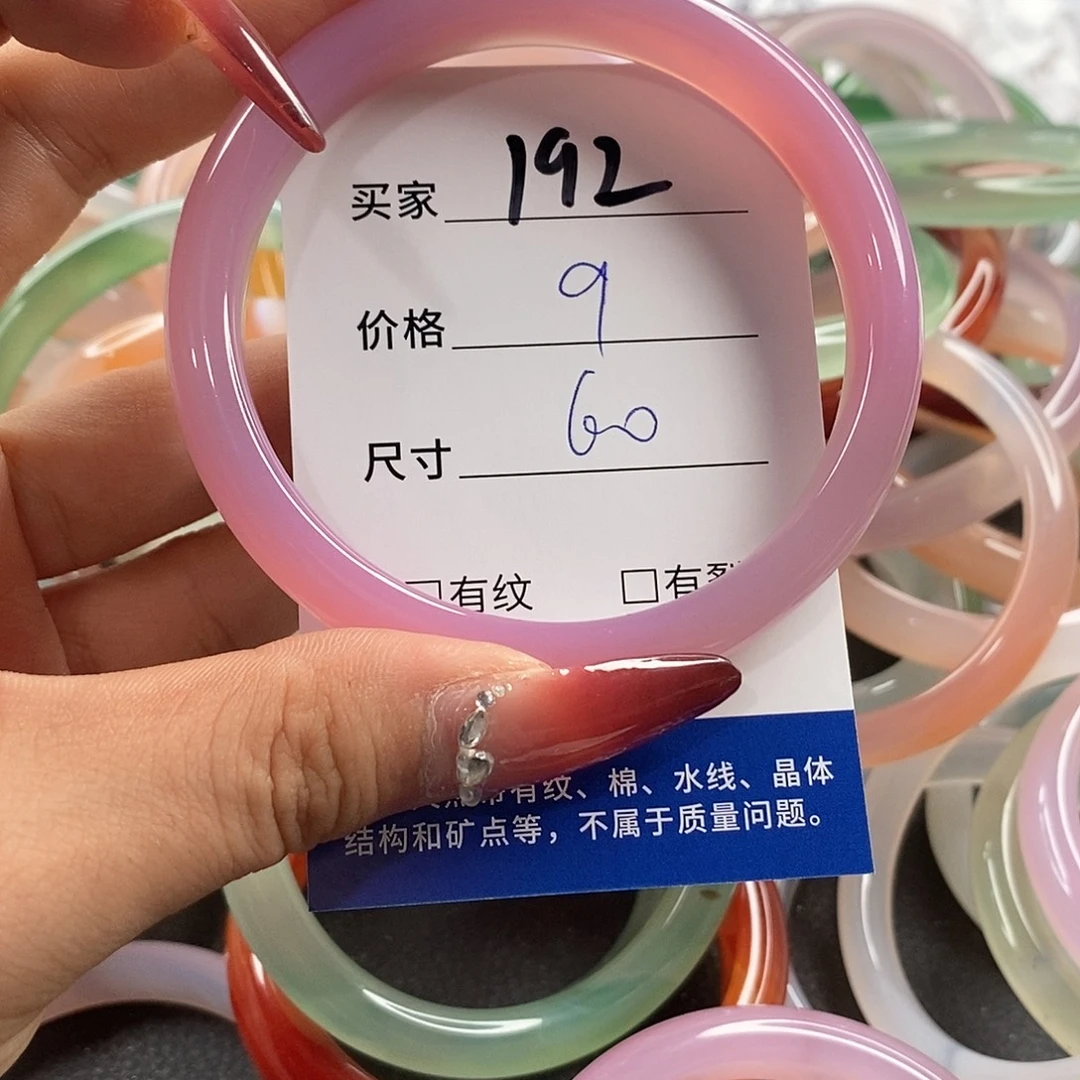 买家 192
价格 9
尺寸 60
□有纹 □有裂
有纹、棉、水线、晶体
结构和矿点等，不属于质量问题。